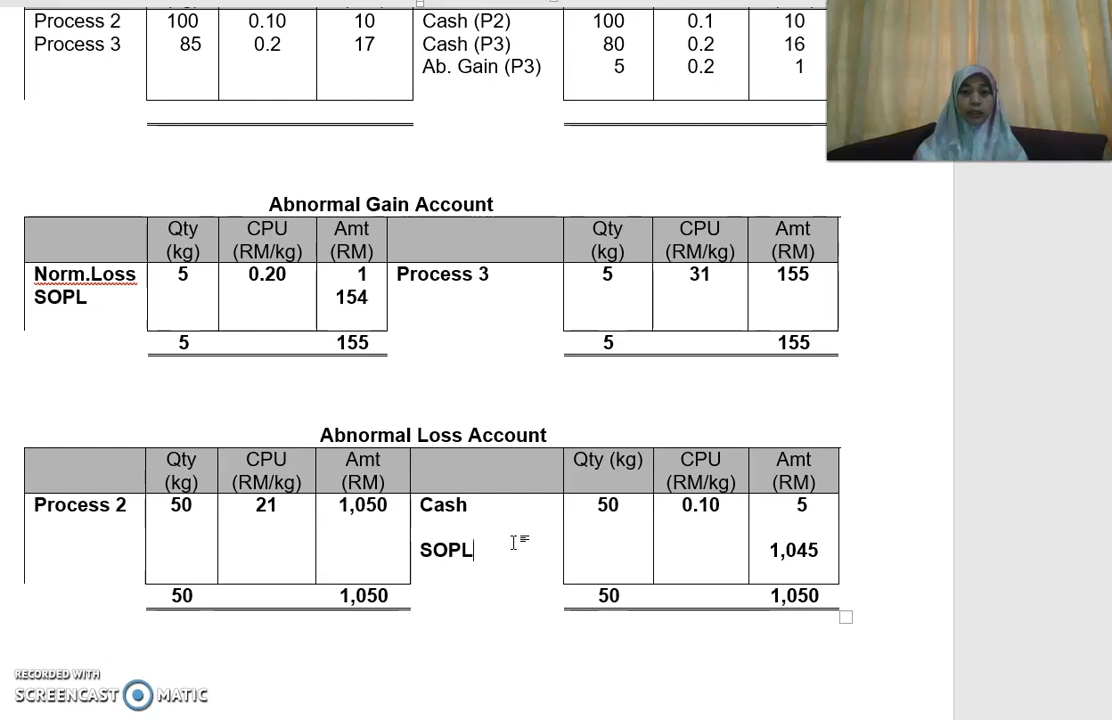 Process 2 100 0.10 10 Cash (P2) 100 0.1 10
Process 3 85 0.2 17 Cash (P3) 80 0.2 16
Ab. Gain (P3) 5 0.2 1
Abnormal Gain Account
Qty CPU Amt Qty CPU Amt
(kg) (RM/kg) (RM) (kg) (RM/kg) (RM)
Norm.Loss 5 0.20 1 Process 3 5 31 155
SOPL 154
5 155 5 155
Abnormal Loss Account
Qty CPU Amt Qty (kg) CPU Amt
(kg) (RM/kg) (RM) (RM/kg) (RM)
Process 2 50 21 1,050 Cash 50 0.10 5
SOPL 1,045
50 1,050 50 1,050
RECORDED WITH
SCREENCAST MATIC